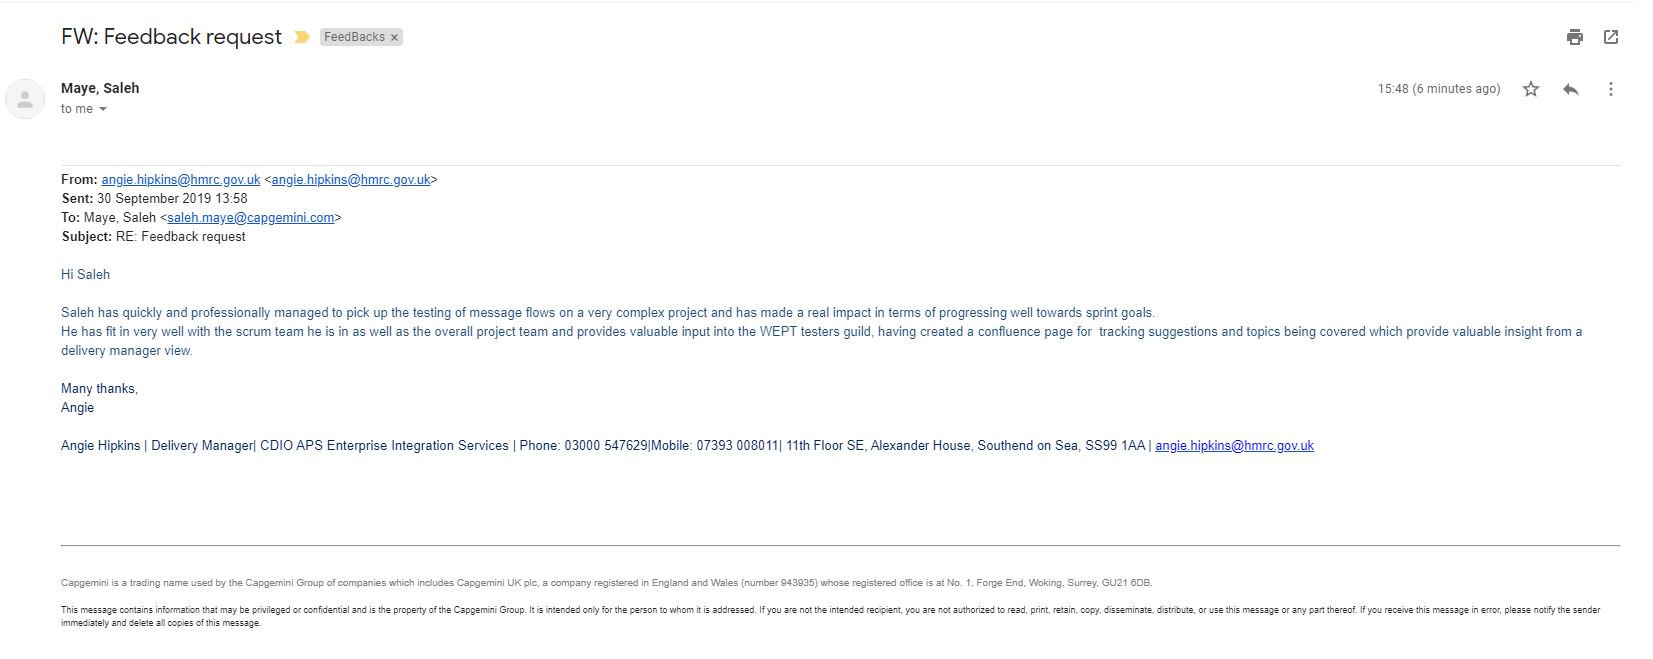 FW: Feedback request
FeedBacks x
Maye, Saleh
15:48 (6 minutes ago)
to me
From: angie.hipkins@hmrc.gov.uk <angie.hipkins@hmrc.gov.uk>
Sent: 30 September 2019 13:58
To: Maye, Saleh <saleh.maye@capgemini.com>
Subject: RE: Feedback request
Hi Saleh
Saleh has quickly and professionally managed to pick up the testing of message flows on a very complex project and has made a real impact in terms of progressing well towards sprint goals.
He has fit in very well with the scrum team he is in as well as the overall project team and provides valuable input into the WEPT testers guild, having created a confluence page for  tracking suggestions and topics being covered which provide valuable insight from a
delivery manager view.
Many thanks,
Angie
Angie Hipkins | Delivery Manager| CDIO APS Enterprise Integration Services | Phone: 03000 547629|Mobile: 07393 008011| 11th Floor SE, Alexander House, Southend on Sea, SS99 1AA | angie.hipkins@hmrc.gov.uk
Capgemini is a trading name used by the Capgemini Group of companies which includes Capgemini UK plc, a company registered in England and Wales (number 943935) whose registered office is at No. 1, Forge End, Woking, Surrey, GU21 6DB.
This message contains information that may be privileged or confidential and is the property of the Capgemini Group. It is intended only for the person to whom it is addressed. If you are not the intended recipient, you are not authorized to read, print, retain, copy, disseminate, distribute, or use this message or any part thereof. If you receive this message in error, please notify the sender
immediately and delete all copies of this message.